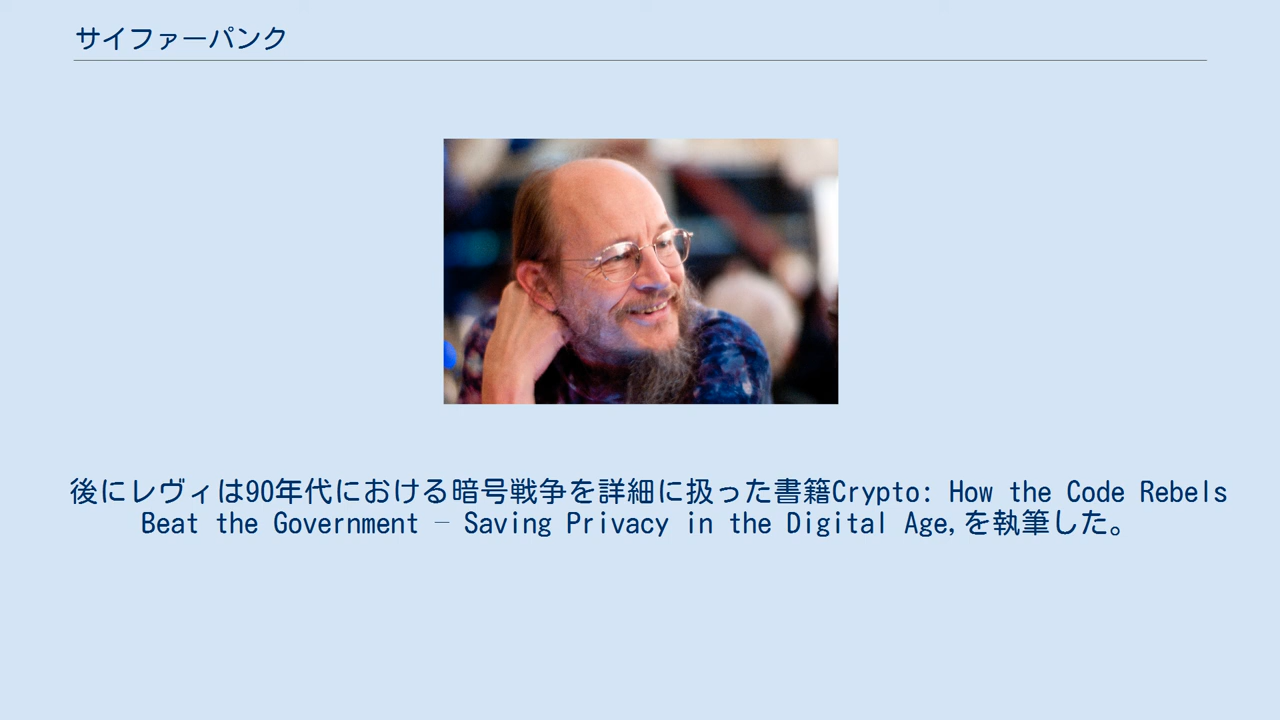 サイファーパンク
後にレヴィは90年代における暗号戦争を詳細に扱った書籍Crypto: How the Code Rebels
Beat the Government – Saving Privacy in the Digital Age,を執筆した。